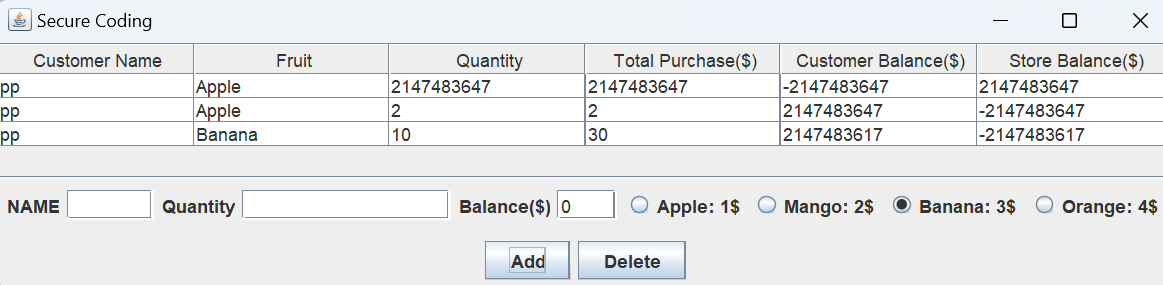 Secure Coding
Customer Name Fruit Quantity Total Purchase($) Customer Balance($) Store Balance($)
pp Apple 2147483647 2147483647 -2147483647 2147483647
pp Apple 2 2 2147483647 -2147483647
pp Banana 10 30 2147483617 -2147483617
NAME Quantity Balance($) 0 Apple: 1$ Mango: 2$ Banana: 3$ Orange: 4$
Add Delete